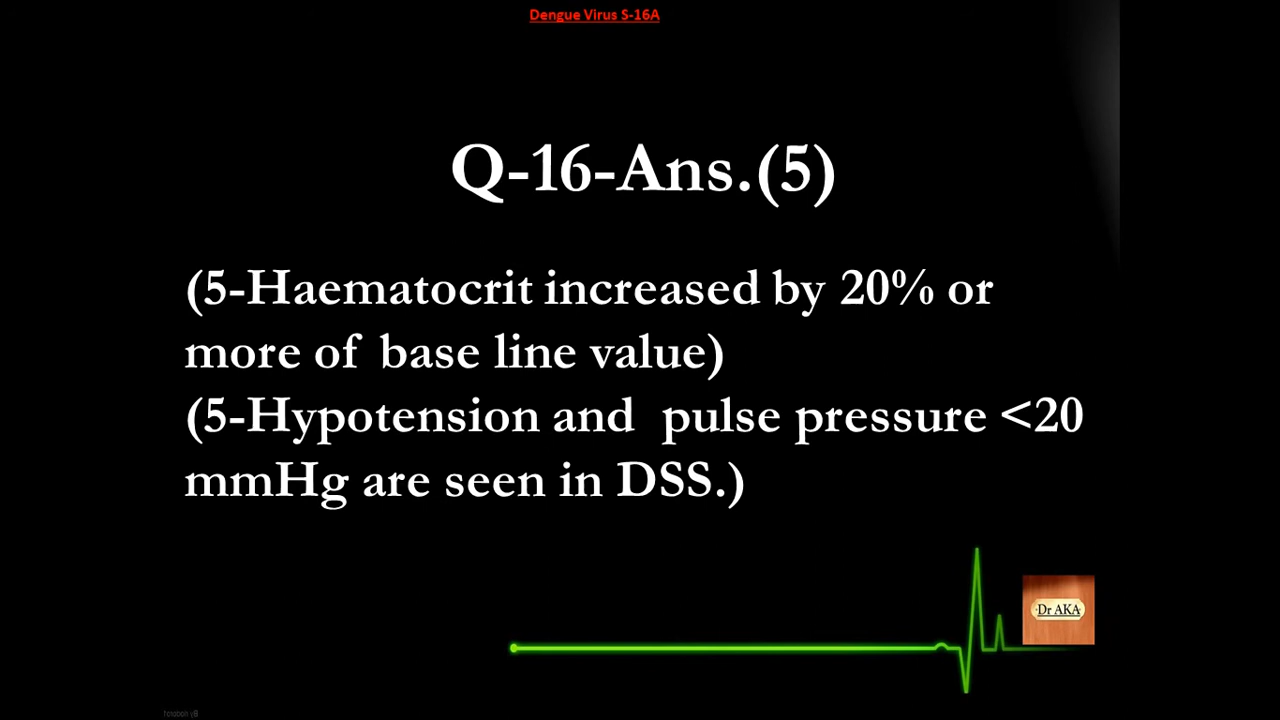 Dengue Virus S-16A
Q-16-Ans.(5)
(5-Haematocrit increased by 20% or
more of base line value)
(5-Hypotension and pulse pressure <20
mmHg are seen in DSS.)
Dr AKA